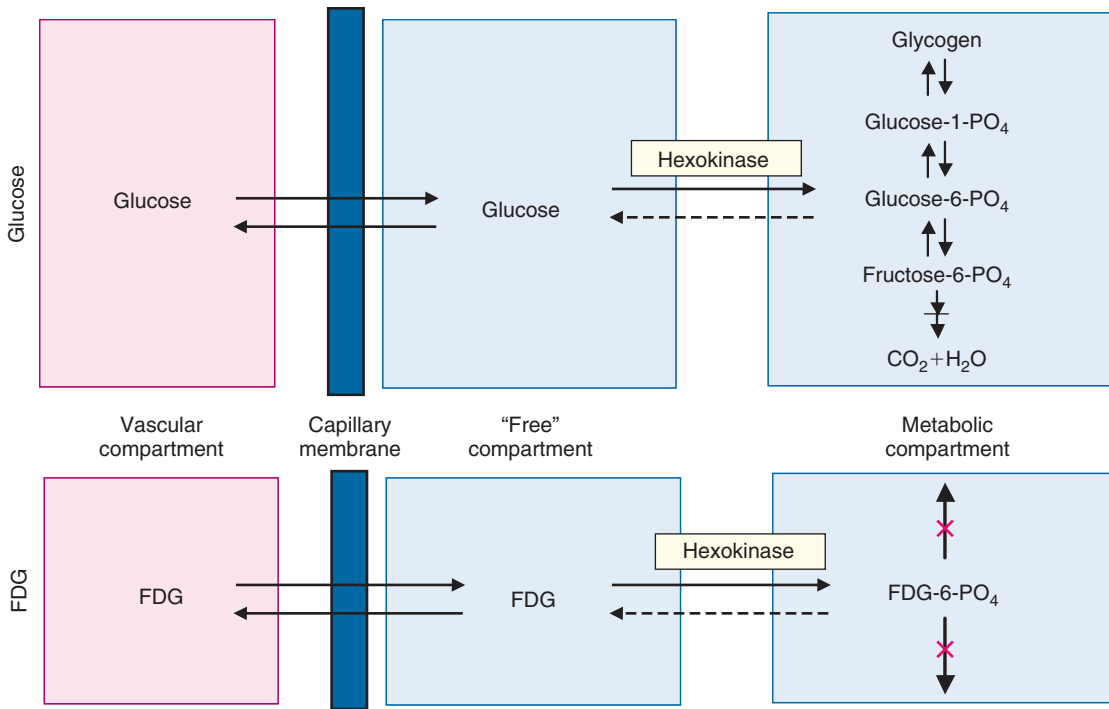 Glucose
Glucose
Glucose
Hexokinase
Glycogen
Glucose-1-PO₄
Glucose-6-PO₄
Fructose-6-PO₄
CO₂+H₂O
Vascular
compartment
Capillary
membrane
“Free”
compartment
Metabolic
compartment
FDG
FDG
FDG
Hexokinase
FDG-6-PO₄